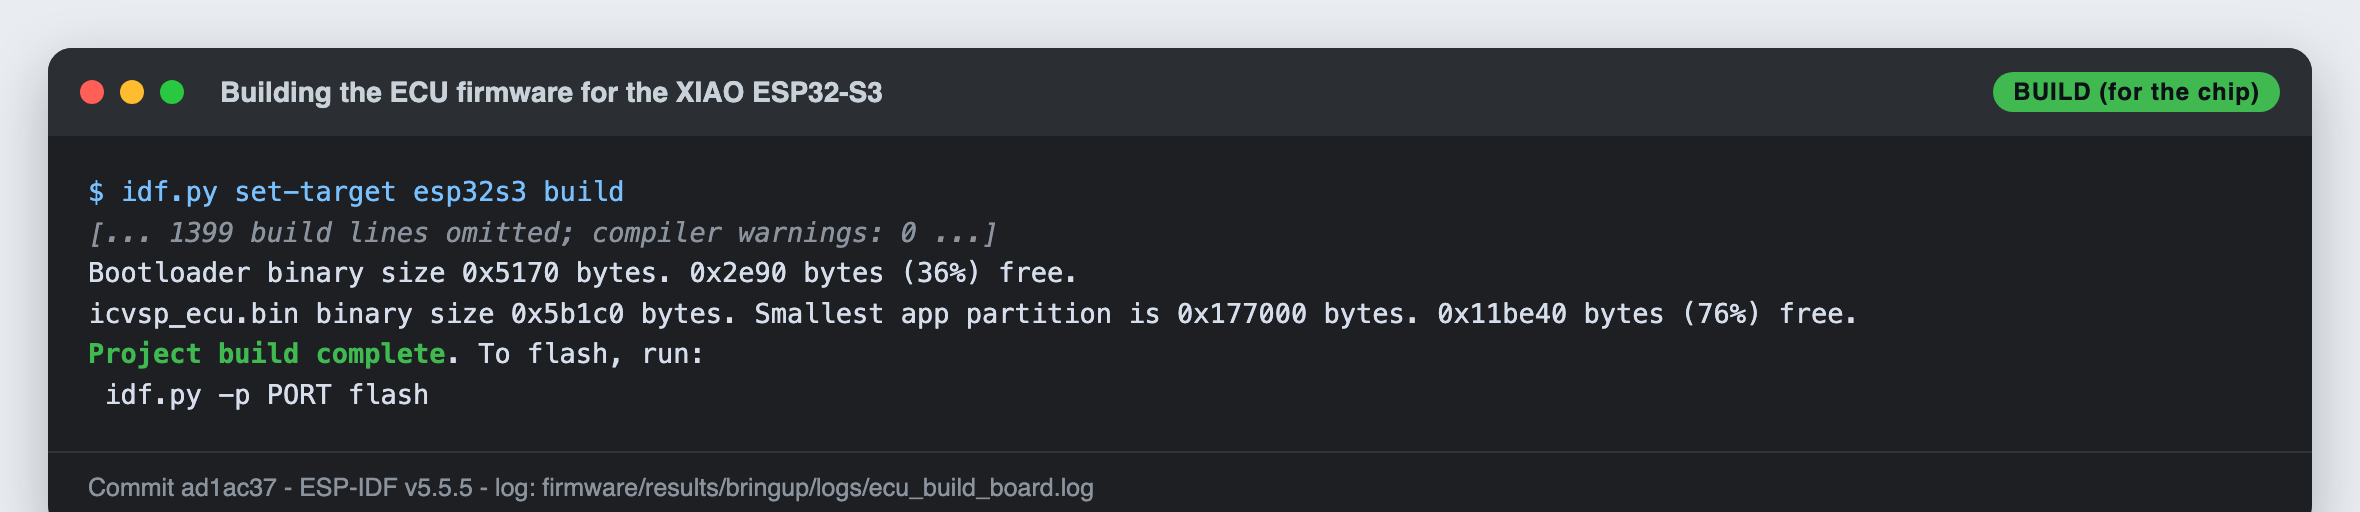 Building the ECU firmware for the XIAO ESP32-S3
BUILD (for the chip)
$ idf.py set-target esp32s3 build
[... 1399 build lines omitted; compiler warnings: 0 ...]
Bootloader binary size 0x5170 bytes. 0x2e90 bytes (36%) free.
icvsp_ecu.bin binary size 0x5b1c0 bytes. Smallest app partition is 0x177000 bytes. 0x11be40 bytes (76%) free.
Project build complete. To flash, run:
 idf.py -p PORT flash
Commit ad1ac37 - ESP-IDF v5.5.5 - log: firmware/results/bringup/logs/ecu_build_board.log